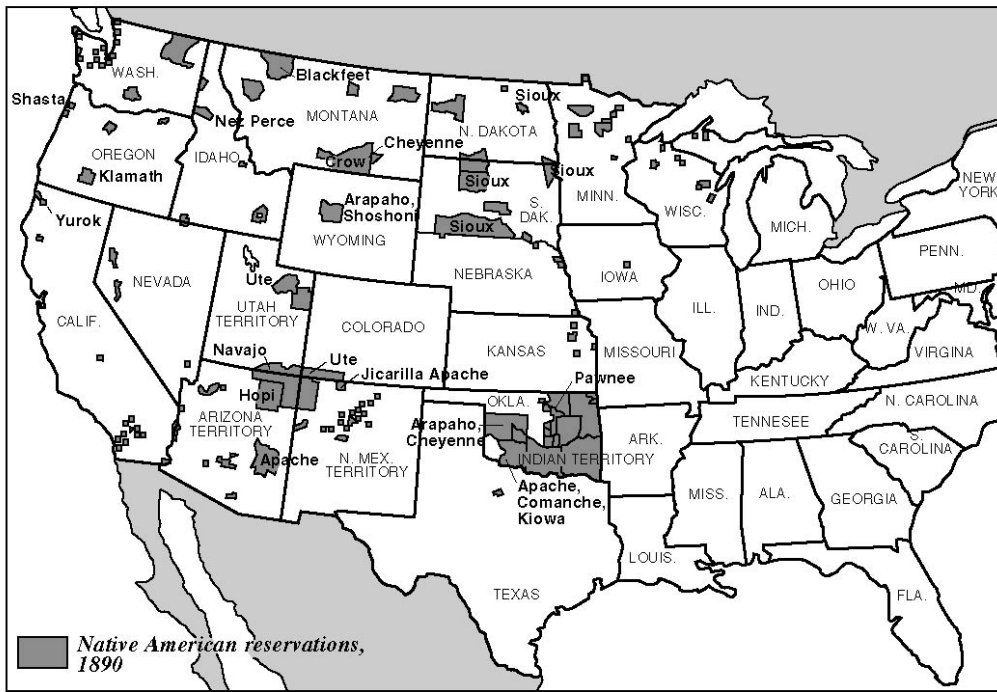 Blackfeet
WASH.
Shasta
Sioux
MONTANA
Nez Perce
N. DAKOTA
Cheyenne
OREGON
IDAHO
Crow
Klamath
Sioux
Sioux
NEW
YORK
Arapaho,
Shoshoni
S.
DAK.
MINN.
WISC.
Yurok
Sioux
MICH.
WYOMING
PENN.
NEVADA
Ute
NEBRASKA
IOWA
OHIO
MD.
UTAH
TERRITORY
ILL.
IND.
CALIF.
COLORADO
W. VA.
VIRGINA
KANSAS
MISSOURI
Navajo
Ute
Jicarilla Apache
Pawnee
KENTUCKY
Hopi
OKLA.
N. CAROLINA
ARIZONA
TERRITORY
Arapaho,
Cheyenne
ARK.
TENNESEE
S.
CAROLINA
Apache
N. MEX.
TERRITORY
INDIAN TERRITORY
Apache,
Comanche,
Kiowa
MISS.
ALA.
GEORGIA
LOUIS.
TEXAS
FLA.
Native American reservations,
1890